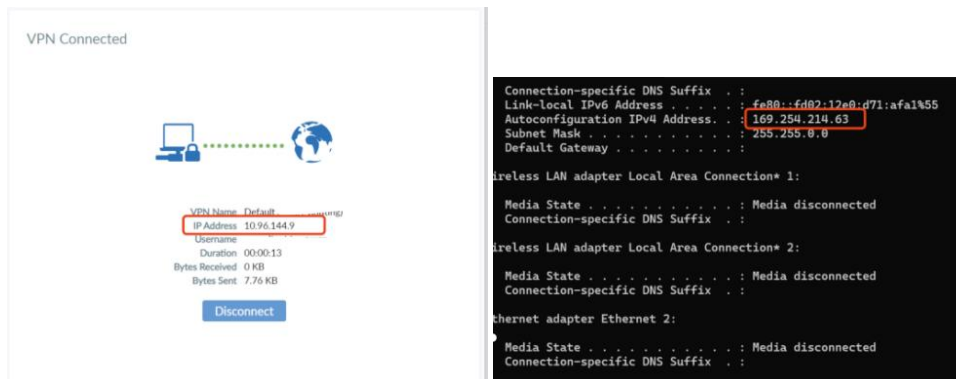 VPN Connected
VPN Name Default
IP Address 10.96.144.9
Username
Duration 00:00:13
Bytes Received 0 KB
Bytes Sent 7.76 KB
Disconnect
Connection-specific DNS Suffix . :
Link-local IPv6 Address . . . . . : fe80::fd02:12e0:d71:afa1%55
Autoconfiguration IPv4 Address. . : 169.254.214.63
Subnet Mask . . . . . . . . . . . : 255.255.0.0
Default Gateway . . . . . . . . . :
ireless LAN adapter Local Area Connection* 1:
Media State . . . . . . . . . . . : Media disconnected
Connection-specific DNS Suffix . :
ireless LAN adapter Local Area Connection* 2:
Media State . . . . . . . . . . . : Media disconnected
Connection-specific DNS Suffix . :
thernet adapter Ethernet 2:
Media State . . . . . . . . . . . : Media disconnected
Connection-specific DNS Suffix . :